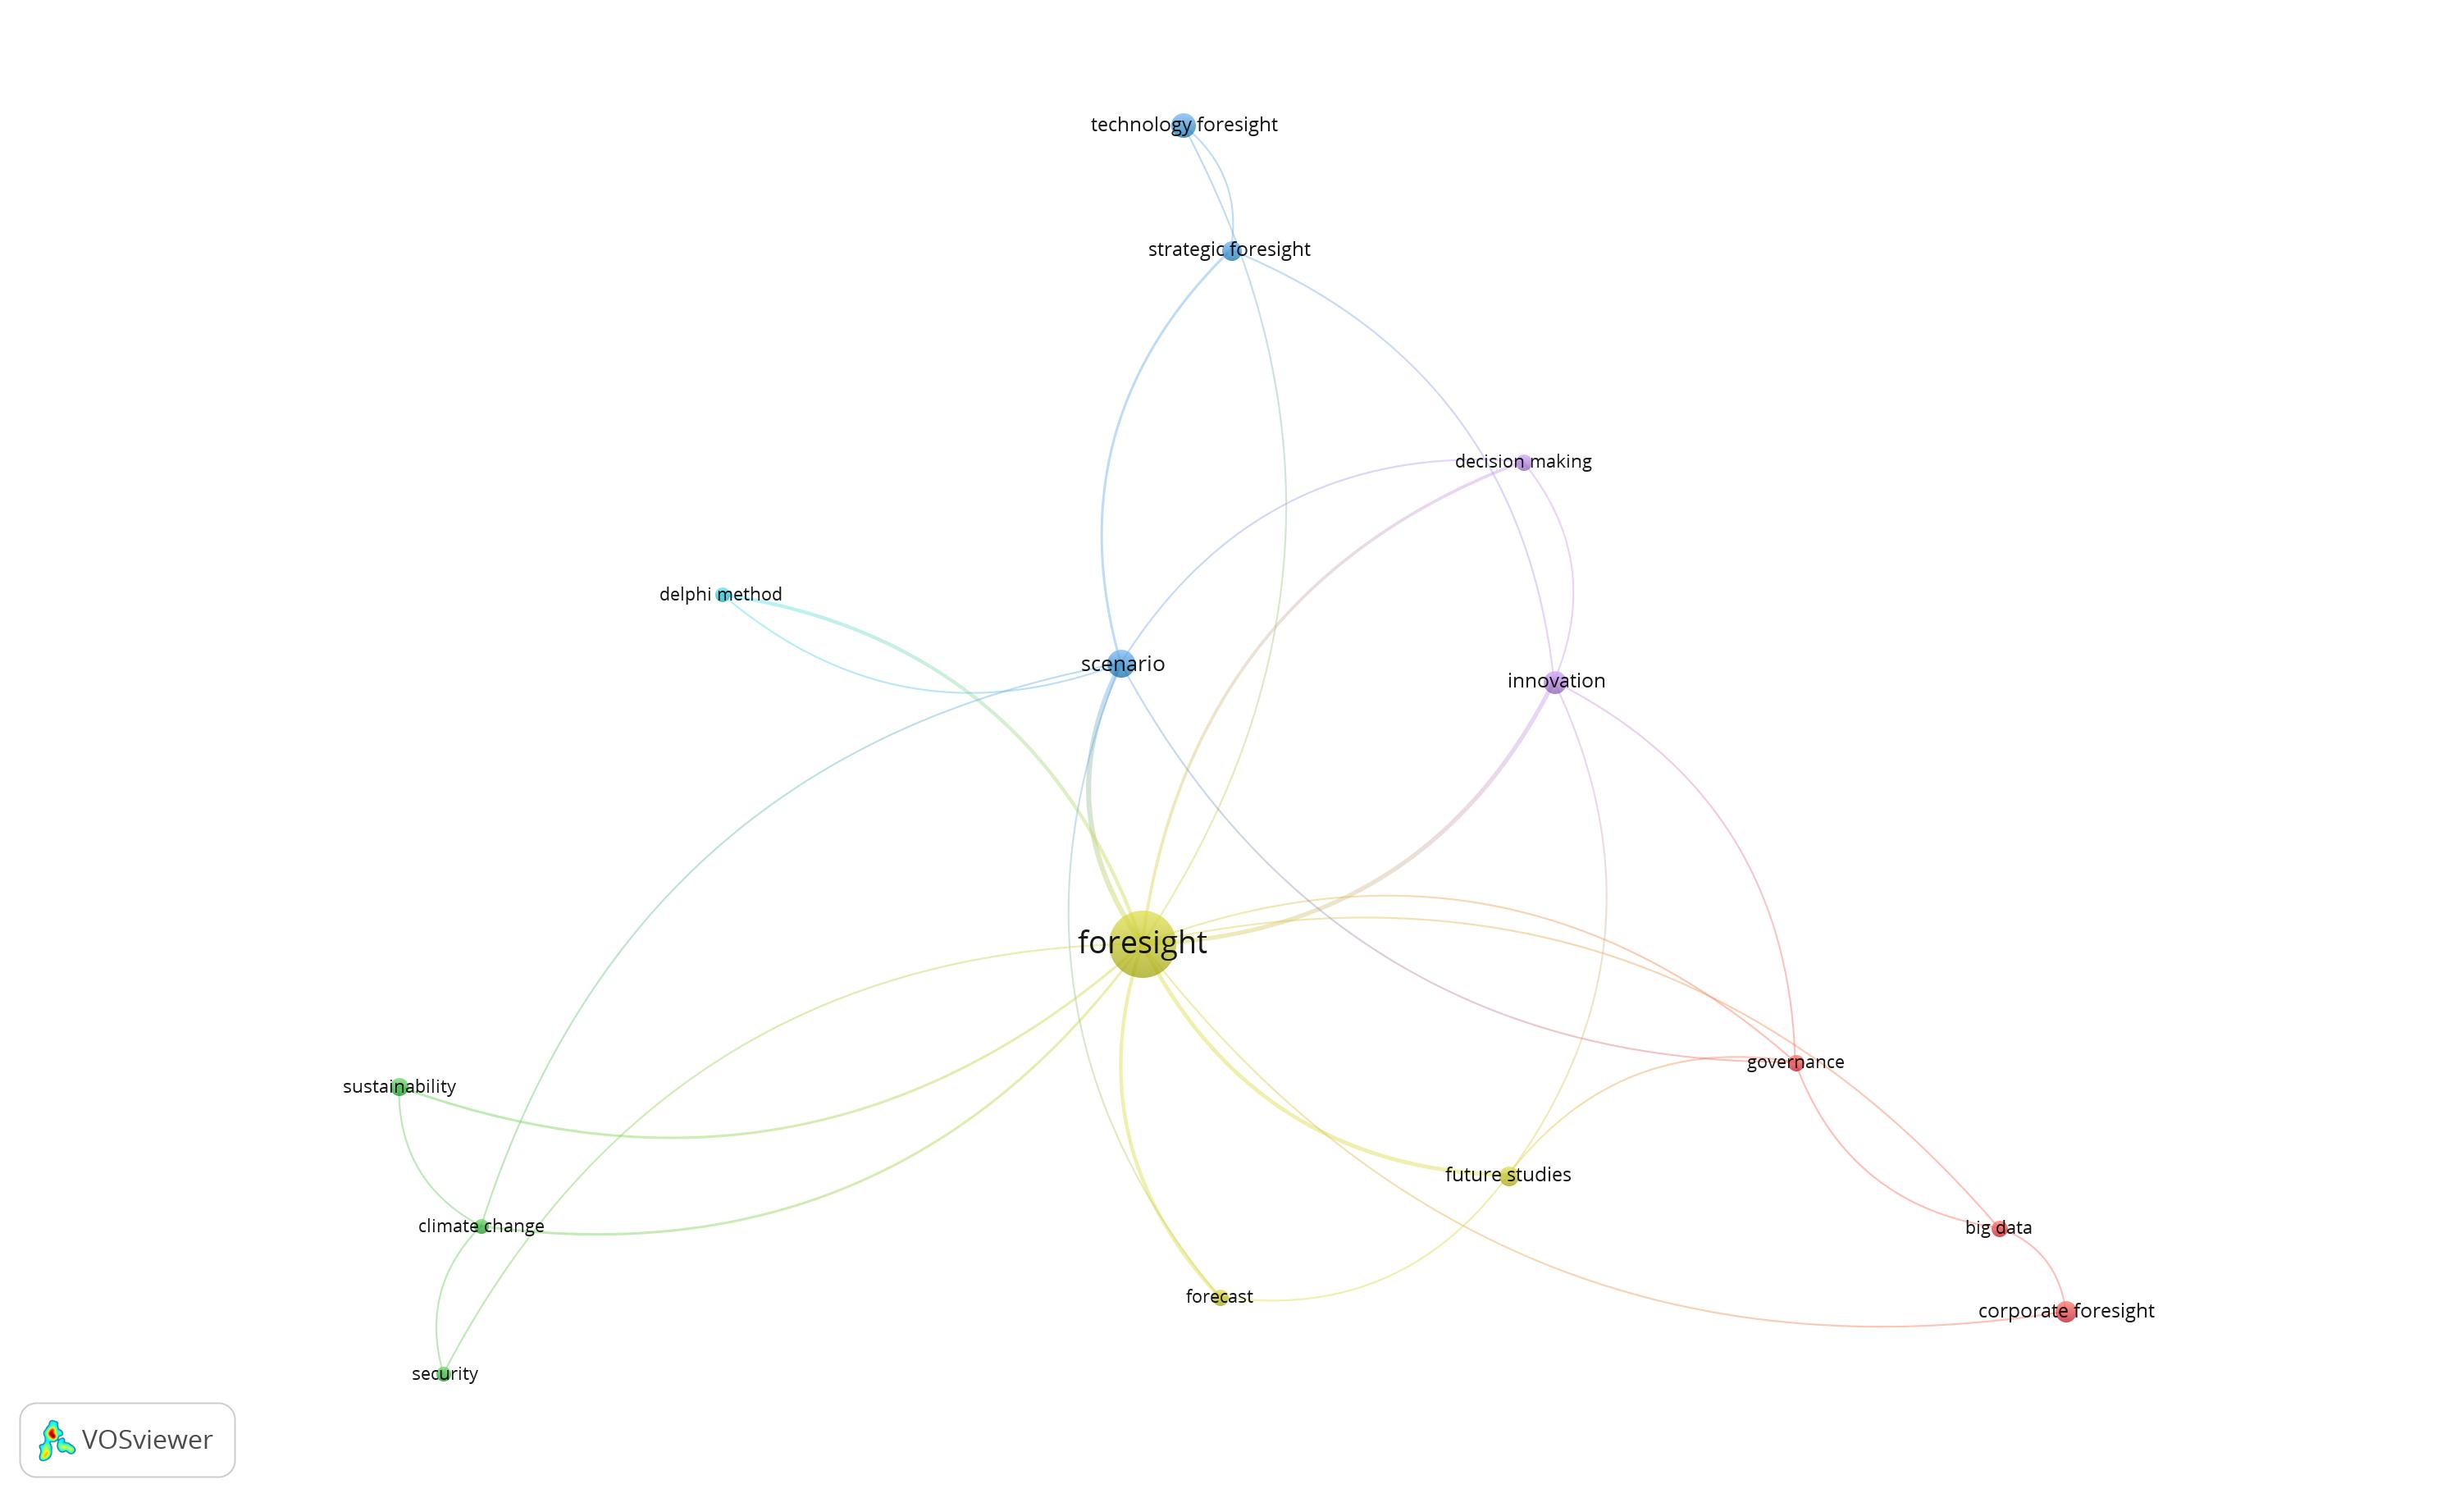 technology foresight
strategic foresight
decision making
delphi method
scenario
innovation
foresight
governance
sustainability
future studies
climate change
big data
forecast
corporate foresight
security
VOSviewer